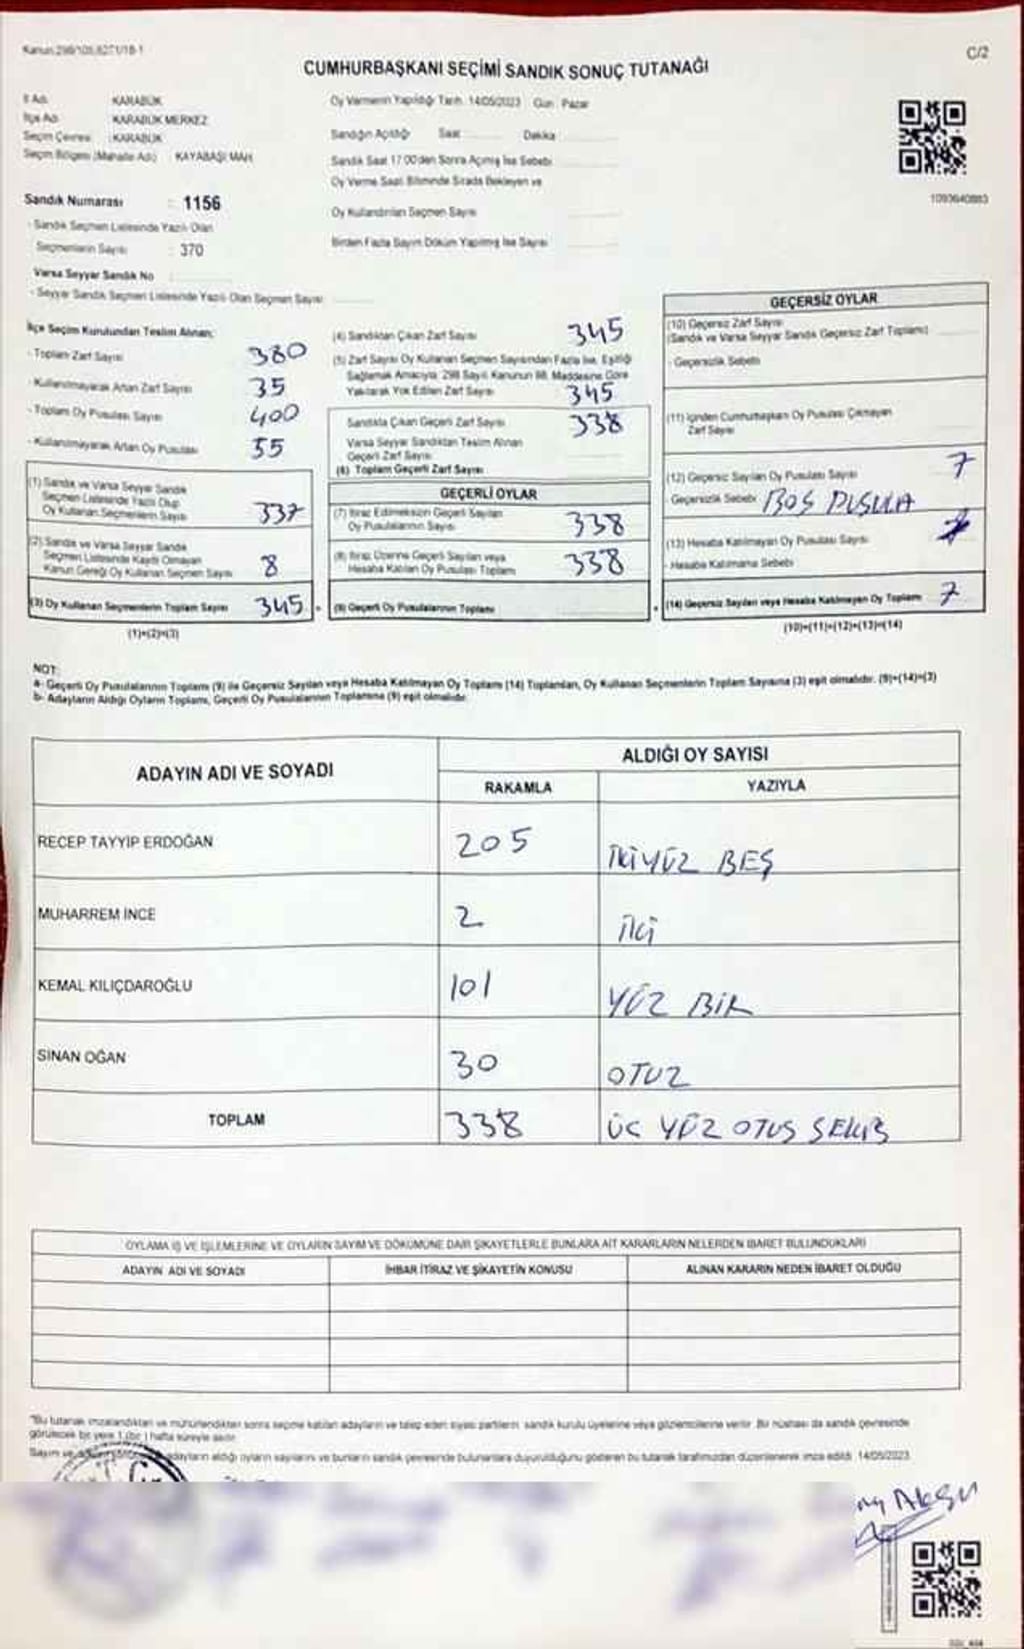 Kanun:298/105,6271/18-1
C/2
CUMHURBAŞKANI SEÇİMİ SANDIK SONUÇ TUTANAĞI
İl Adı KARABÜK
İlçe Adı KARABÜK MERKEZ
Seçim Çevresi : KARABÜK
Seçim Bölgesi (Mahalle Adı) : KAYABAŞI MAH.
Oy Vermenin Yapıldığı Tarih: 14/05/2023 Gün: Pazar
Sandığın Açıldığı Saat Dakika
Sandık Saat 17:00'den Sonra Açılmış İse Sebebi
Oy Verme Saati Bitiminde Sırada Bekleyen ve
Oy Kullandırılan Seçmen Sayısı
Birden Fazla Sayım Döküm Yapılmış İse Sayısı
1093640883
Sandık Numarası : 1156
- Sandık Seçmen Listesinde Yazılı Olan
Seçmenlerin Sayısı : 370
Varsa Seyyar Sandık No
- Seyyar Sandık Seçmen Listesinde Yazılı Olan Seçmen Sayısı
İlçe Seçim Kurulundan Teslim Alınan;
- Toplam Zarf Sayısı 380
- Kullanılmayarak Artan Zarf Sayısı 35
- Toplam Oy Pusulası Sayısı 400
- Kullanılmayarak Artan Oy Pusulası 55
(1) Sandık ve Varsa Seyyar Sandık
Seçmen Listesinde Yazılı Olup
Oy Kullanan Seçmenlerin Sayısı 337
(2) Sandık ve Varsa Seyyar Sandık
Seçmen Listesinde Kayıtlı Olmayan
Kanun Gereği Oy Kullanan Seçmen Sayısı 8
(3) Oy Kullanan Seçmenlerin Toplam Sayısı 345
(1)+(2)=(3)
(4) Sandıktan Çıkan Zarf Sayısı 345
(5) Zarf Sayısı Oy Kullanan Seçmen Sayısından Fazla İse, Eşitliği
Sağlamak Amacıyla, 298 Sayılı Kanunun 98. Maddesine Göre
Yakılarak Yok Edilen Zarf Sayısı 345
Sandıkta Çıkan Geçerli Zarf Sayısı 338
Varsa Seyyar Sandıktan Teslim Alınan
Geçerli Zarf Sayısı
(6) Toplam Geçerli Zarf Sayısı
GEÇERLİ OYLAR
(7) İtiraz Edilmeksizin Geçerli Sayılan
Oy Pusulalarının Sayısı 338
(8) İtiraz Üzerine Geçerli Sayılan veya
Hesaba Katılan Oy Pusulası Toplamı 338
(9) Geçerli Oy Pusulalarının Toplamı
GEÇERSİZ OYLAR
(10) Geçersiz Zarf Sayısı
(Sandık ve Varsa Seyyar Sandık Geçersiz Zarf Toplamı)
- Geçersizlik Sebebi
(11) İçinden Cumhurbaşkanı Oy Pusulası Çıkmayan
Zarf Sayısı
(12) Geçersiz Sayılan Oy Pusulası Sayısı 7
- Geçersizlik Sebebi BOŞ PUSULA
(13) Hesaba Katılmayan Oy Pusulası Sayısı
- Hesaba Katılmama Sebebi
(14) Geçersiz Sayılan veya Hesaba Katılmayan Oy Toplamı 7
(10)+(11)+(12)+(13)=(14)
NOT:
a- Geçerli Oy Pusulalarının Toplamı (9) ile Geçersiz Sayılan veya Hesaba Katılmayan Oy Toplamı (14) Toplamları, Oy Kullanan Seçmenlerin Toplam Sayısına (3) eşit olmalıdır. (9)+(14)=(3)
b- Adayların Aldığı Oyların Toplamı, Geçerli Oy Pusulalarının Toplamına (9) eşit olmalıdır.
ADAYIN ADI VE SOYADI
ALDIĞI OY SAYISI
RAKAMLA YAZIYLA
RECEP TAYYİP ERDOĞAN 205 İKİYÜZ BEŞ
MUHARREM İNCE 2 İKİ
KEMAL KILIÇDAROĞLU 101 YÜZ BİR
SİNAN OĞAN 30 OTUZ
TOPLAM 338 ÜÇ YÜZ OTUS SEKİZ
OYLAMA İŞ VE İŞLEMLERİNE VE OYLARIN SAYIM VE DÖKÜMÜNE DAİR ŞİKAYETLERLE BUNLARA AİT KARARLARIN NELERDEN İBARET BULUNDUKLARI
ADAYIN ADI VE SOYADI İHBAR İTİRAZ VE ŞİKAYETİN KONUSU ALINAN KARARIN NEDEN İBARET OLDUĞU
"Bu tutanak imzalandıktan ve mühürlendikten sonra seçime katılan adayların ve talep eden siyasi partilerin sandık kurulu üyelerine veya gözlemcilerine verilir. Bir nüshası da sandık çevresinde
görülecek bir yere 1 (bir) hafta süreyle asılır.
Sayım ve adayların aldığı oyların sayılarını ve bunların sandık çevresinde bulunanlara duyurulduğunu gösteren bu tutanak tarafımızdan düzenlenerek imza edildi. 14/05/2023
AKSU